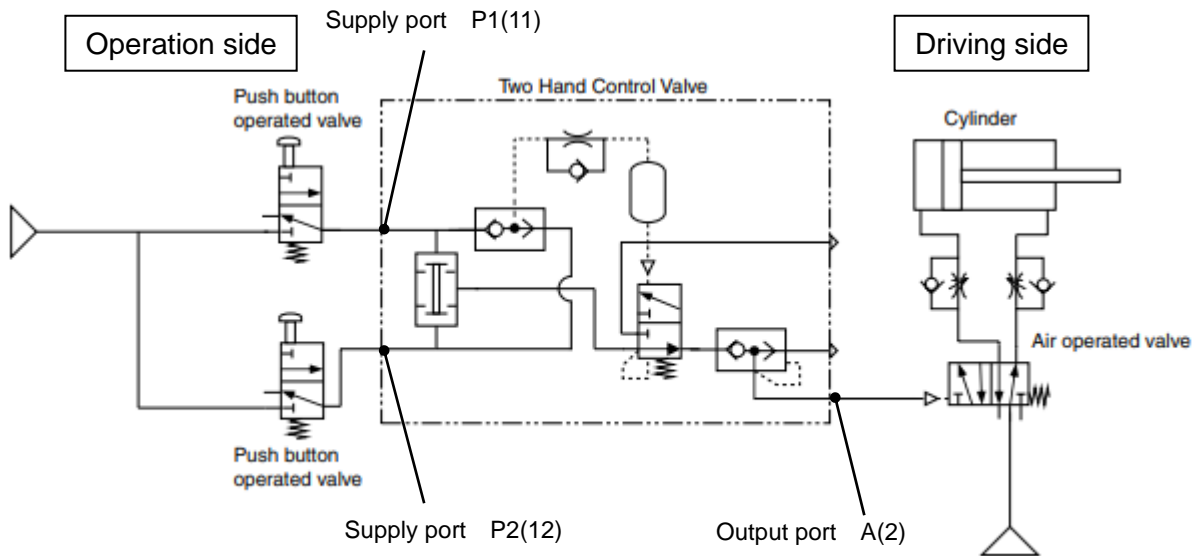 Supply port P1(11)
Operation side
Driving side
Two Hand Control Valve
Push button
operated valve
Cylinder
Air operated valve
Push button
operated valve
Supply port P2(12)
Output port A(2)